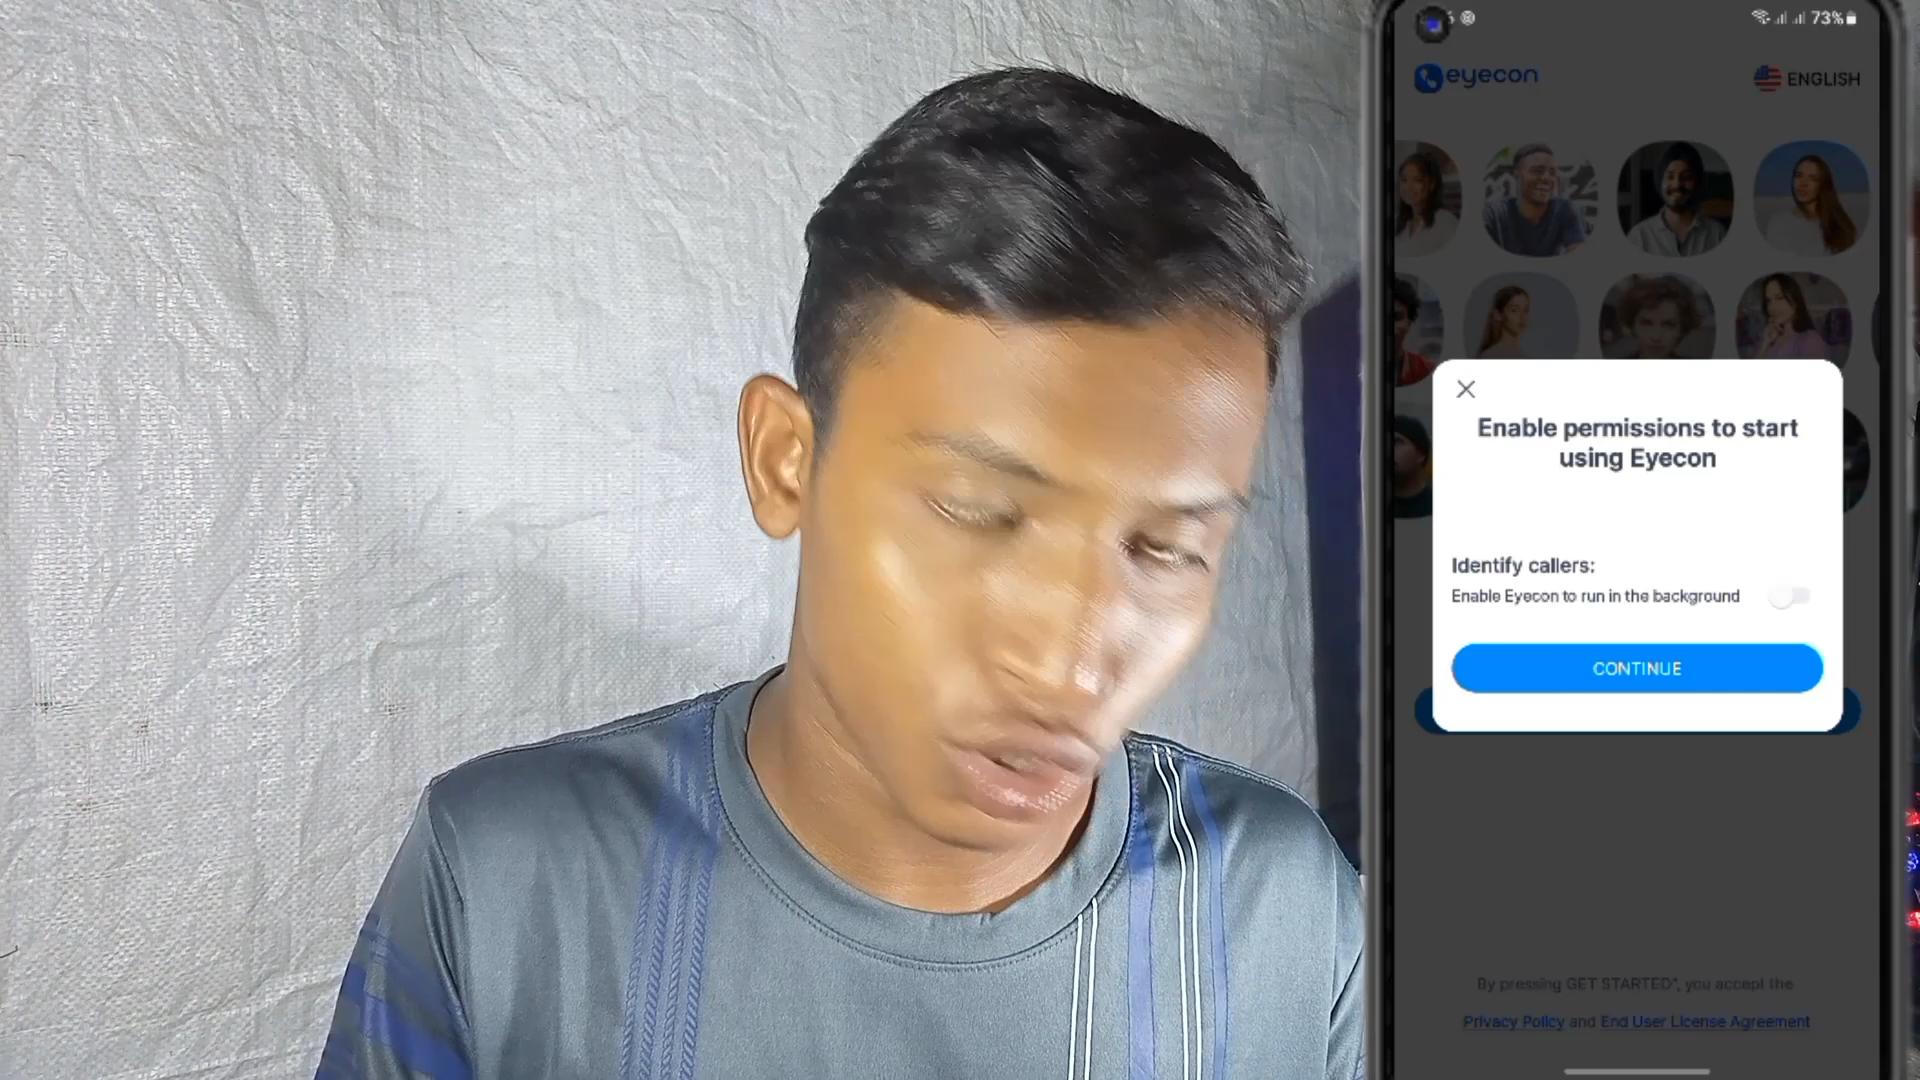 73%
eyecon
ENGLISH
Enable permissions to start
using Eyecon
Identify callers:
Enable Eyecon to run in the background
CONTINUE
By pressing GET STARTED", you accept the
Privacy Policy and End User License Agreement